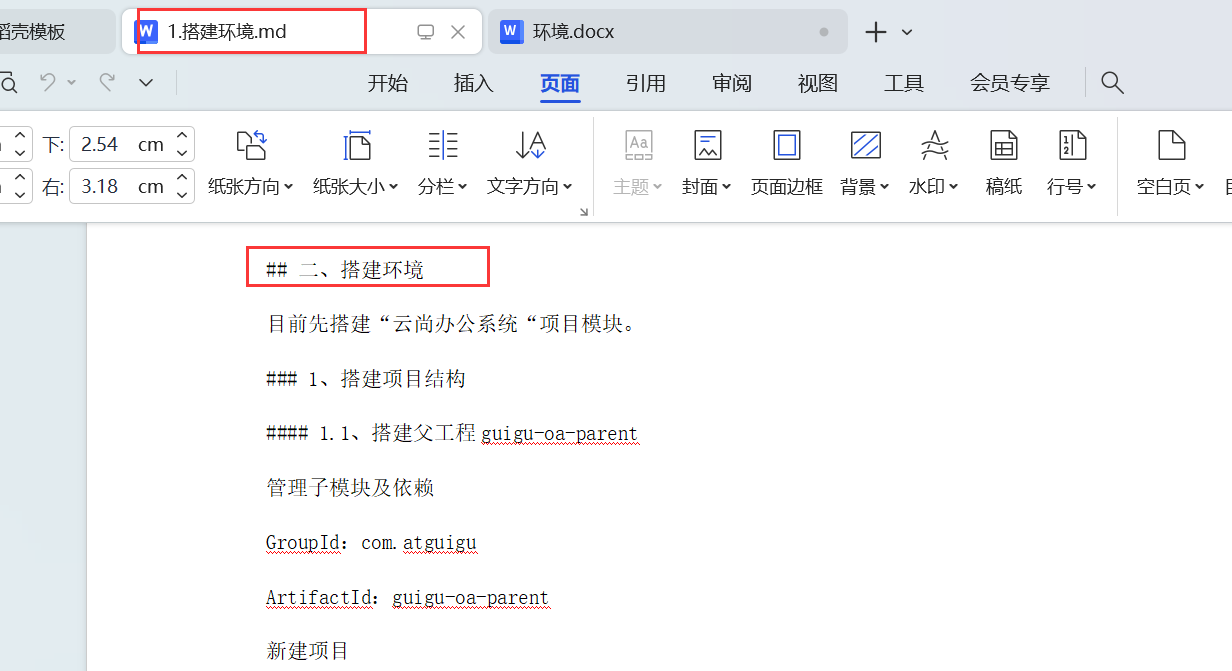 稻壳模板 W 1.搭建环境.md W 环境.docx
开始 插入 页面 引用 审阅 视图 工具 会员专享
下: 2.54 cm
右: 3.18 cm 纸张方向 纸张大小 分栏 文字方向 主题 封面 页面边框 背景 水印 稿纸 行号 空白页
## 二、搭建环境
目前先搭建“云尚办公系统“项目模块。
### 1、搭建项目结构
#### 1.1、搭建父工程 guigu-oa-parent
管理子模块及依赖
GroupId：com.atguigu
ArtifactId：guigu-oa-parent
新建项目